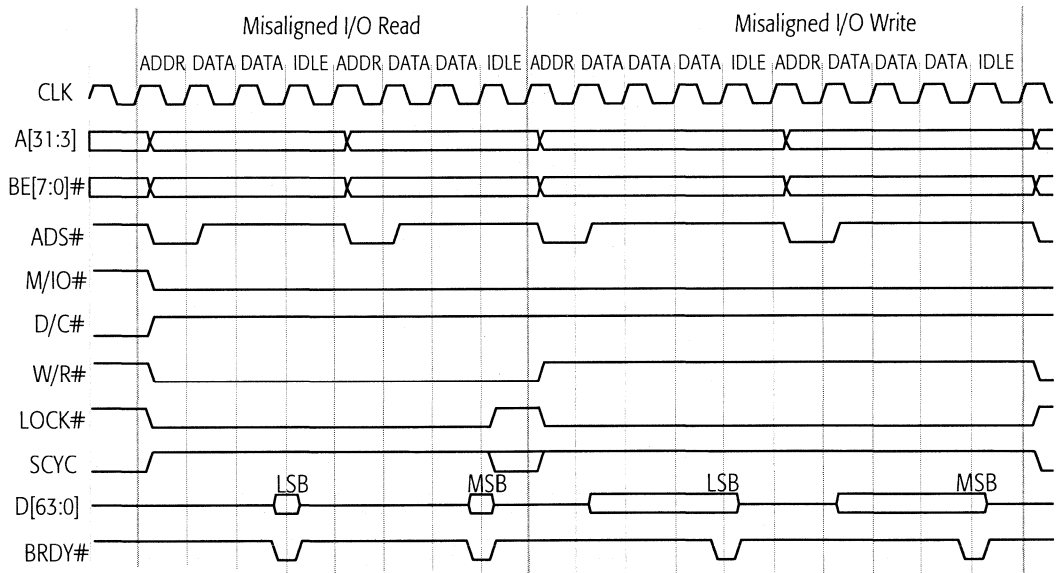 Misaligned I/O Read Misaligned I/O Write
ADDR DATA DATA IDLE ADDR DATA DATA IDLE ADDR DATA DATA DATA IDLE ADDR DATA DATA DATA IDLE
CLK
A[31:3]
BE[7:0]#
ADS#
M/IO#
D/C#
W/R#
LOCK#
SCYC
LSB MSB LSB MSB
D[63:0]
BRDY#